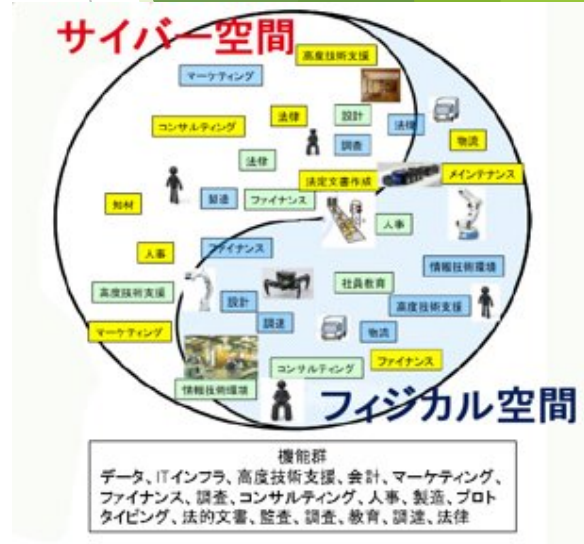 サイバー空間
高度技術支援
マーケティング
法律
設計
法律
コンサルティング
調査
物流
法律
法定文書作成
メインテナンス
知材
製造
ファイナンス
人事
人事
ファイナンス
情報技術環境
社員教育
高度技術支援
設計
高度技術支援
調達
物流
マーケティング
コンサルティング
ファイナンス
情報技術環境
フィジカル空間
機能群
データ、ITインフラ、高度技術支援、会計、マーケティング、
ファイナンス、調査、コンサルティング、人事、製造、プロト
タイピング、法的文書、監査、調査、教育、調達、法律